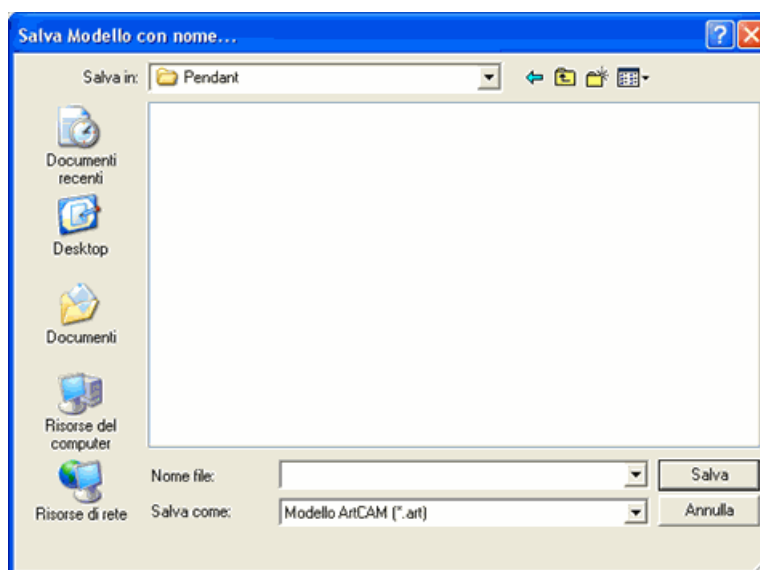 Salva Modello con nome...
Salva in:
Pendant
Documenti
recenti
Desktop
Documenti
Risorse del
computer
Risorse di rete
Nome file:
Salva
Salva come:
Modello ArtCAM (*.art)
Annulla